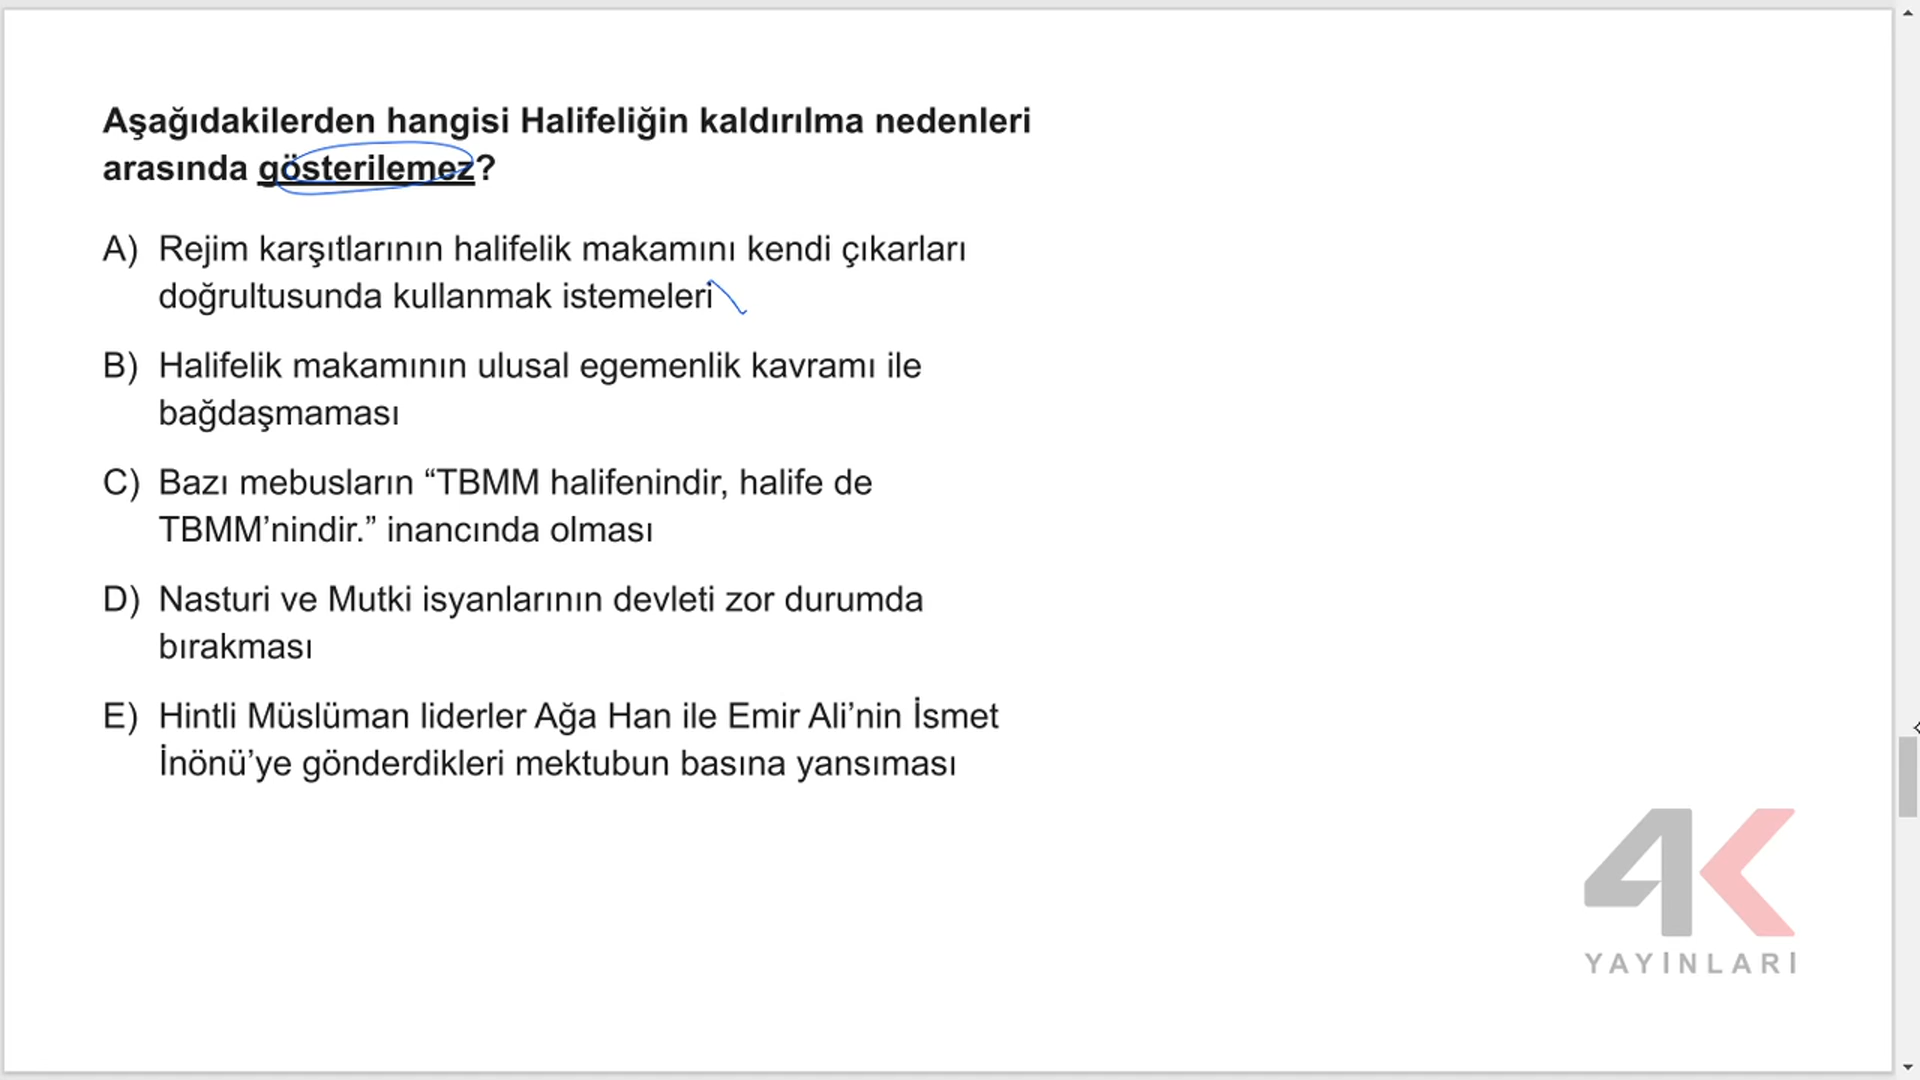 Aşağıdakilerden hangisi Halifeliğin kaldırılma nedenleri
arasında gösterilemez?
A) Rejim karşıtlarının halifelik makamını kendi çıkarları
doğrultusunda kullanmak istemeleri
B) Halifelik makamının ulusal egemenlik kavramı ile
bağdaşmaması
C) Bazı mebusların “TBMM halifenindir, halife de
TBMM’nindir.” inancında olması
D) Nasturi ve Mutki isyanlarının devleti zor durumda
bırakması
E) Hintli Müslüman liderler Ağa Han ile Emir Ali’nin İsmet
İnönü’ye gönderdikleri mektubun basına yansıması
4K
YAYINLARI